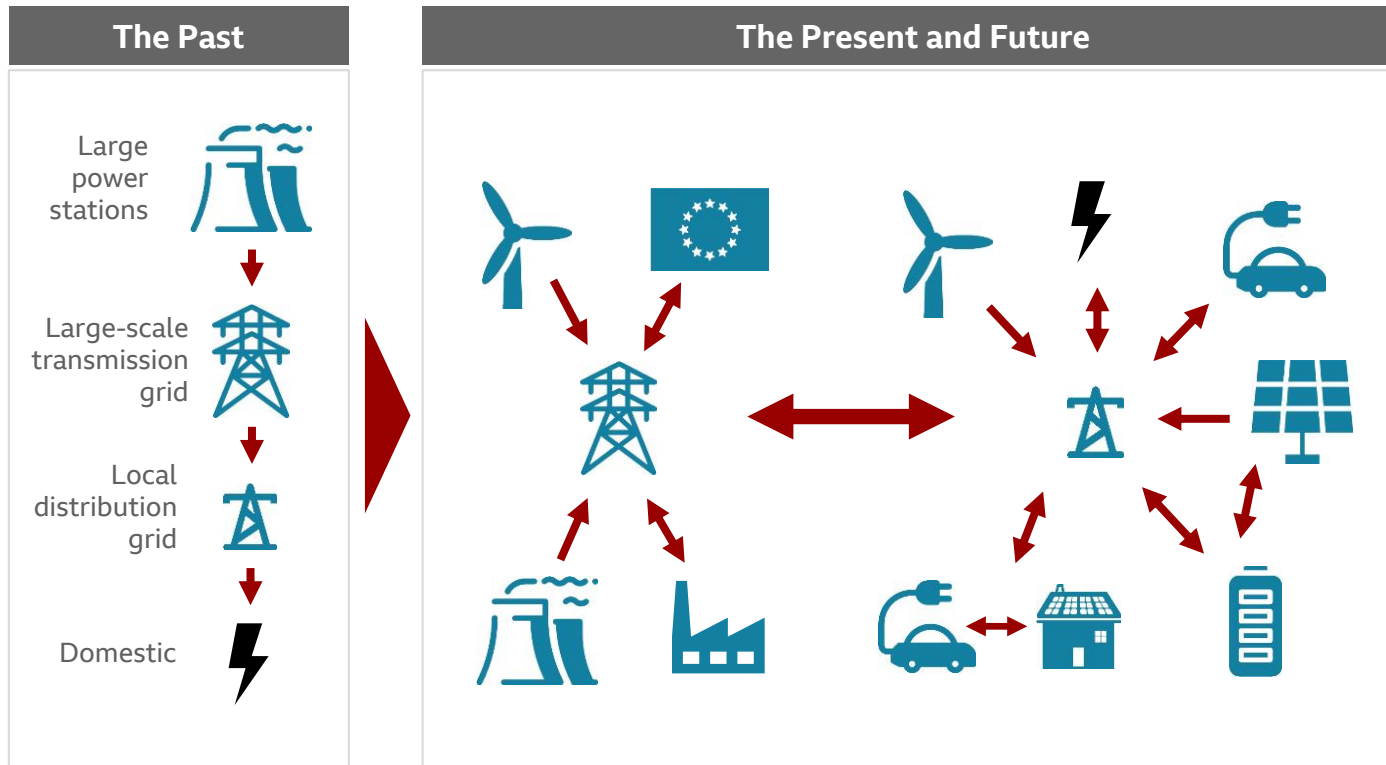 The Past
The Present and Future
Large
power
stations
Large-scale
transmission
grid
Local
distribution
grid
Domestic